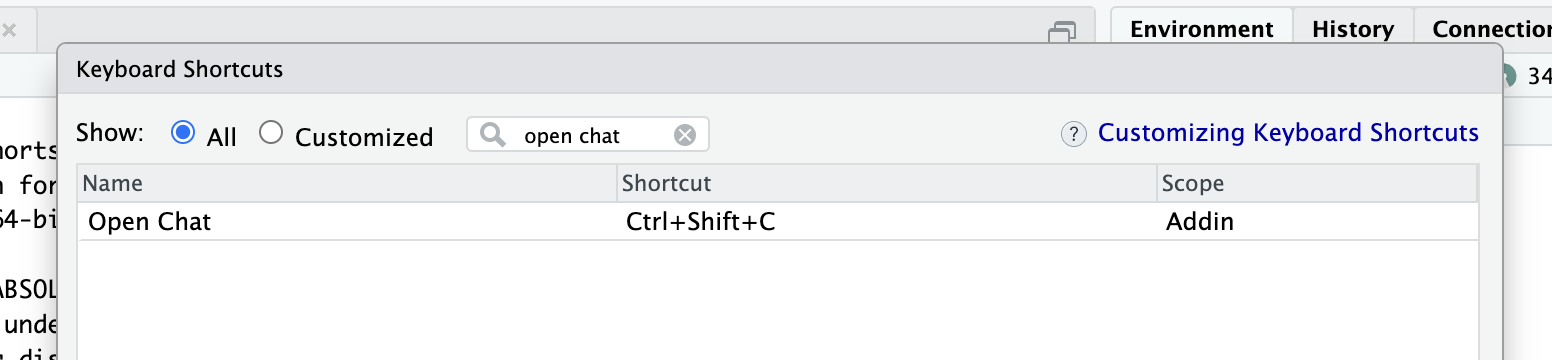 Environment
History
Connection
Keyboard Shortcuts
34
Show:
All
Customized
open chat
? Customizing Keyboard Shortcuts
Name
Shortcut
Scope
Open Chat
Ctrl+Shift+C
Addin